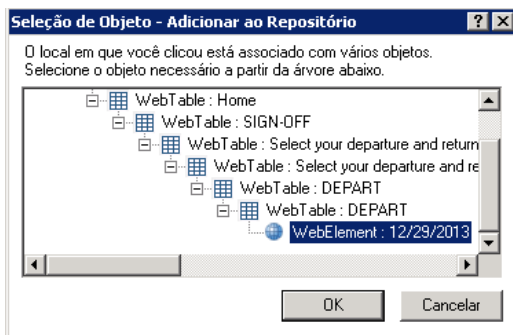 Seleção de Objeto - Adicionar ao Repositório
O local em que você clicou está associado com vários objetos.
Selecione o objeto necessário a partir da árvore abaixo.
WebTable : Home
WebTable : SIGN-OFF
WebTable : Select your departure and return
WebTable : Select your departure and re
WebTable : DEPART
WebTable : DEPART
WebElement : 12/29/2013
OK Cancelar